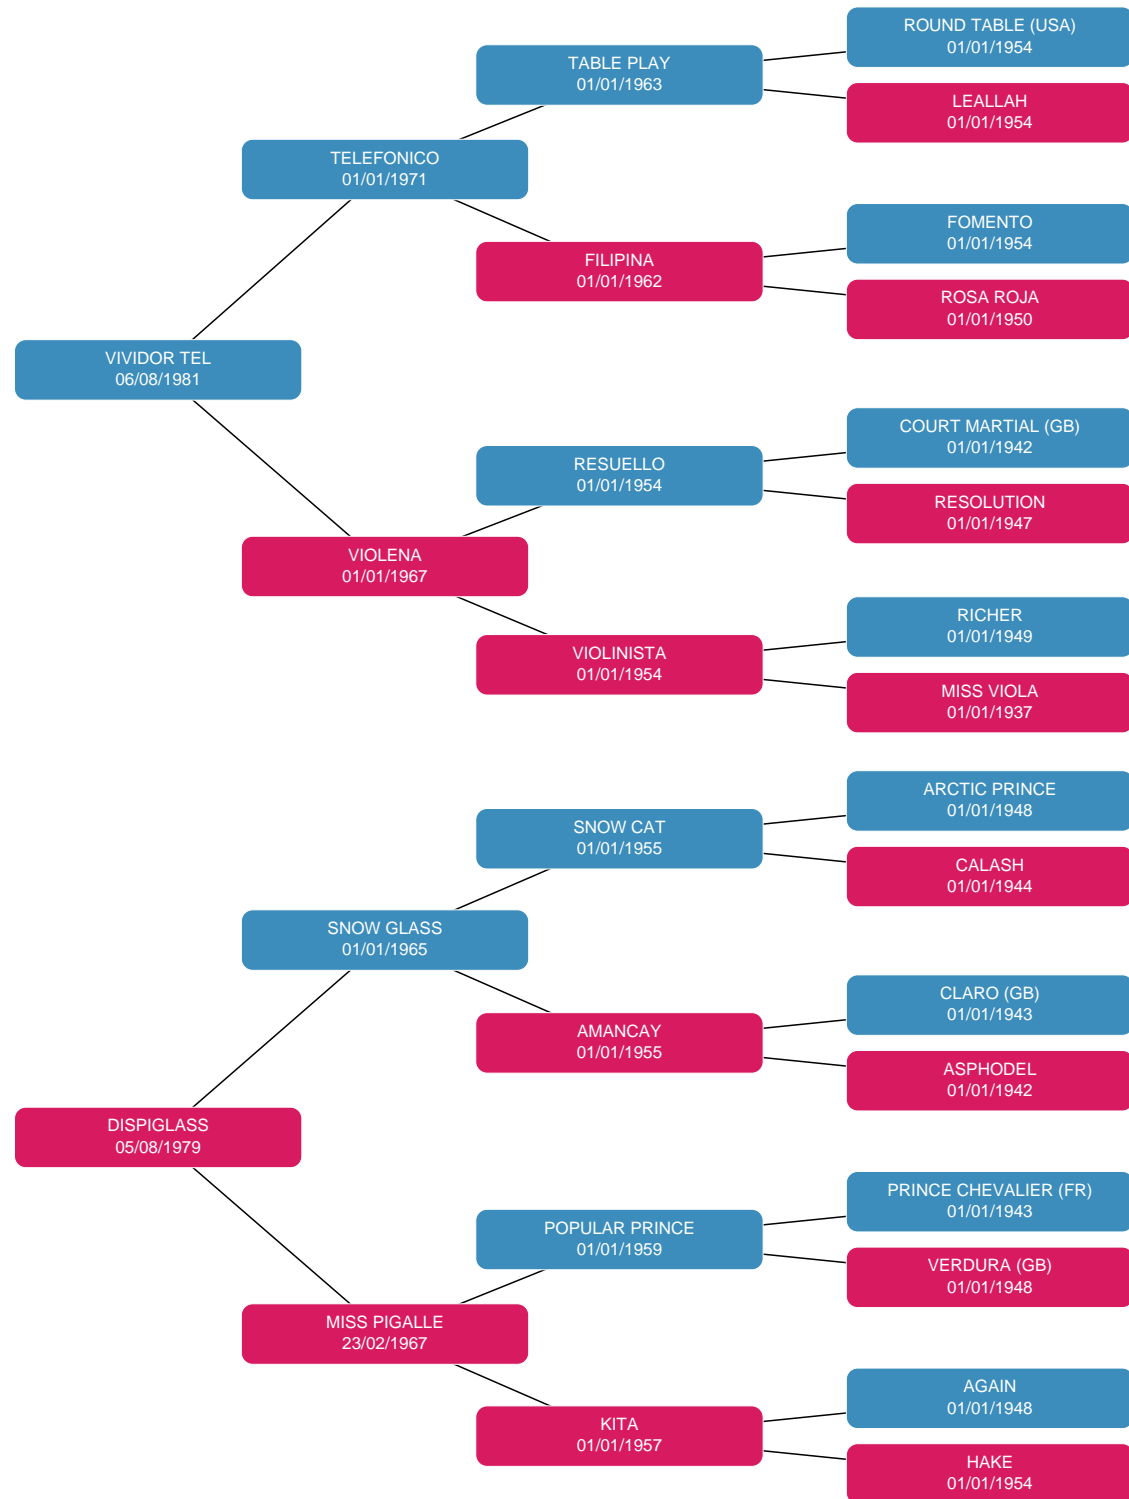 ROUND TABLE (USA)
01/01/1954
TABLE PLAY
01/01/1963
LEALLAH
01/01/1954
TELEFONICO
01/01/1971
FOMENTO
01/01/1954
FILIPINA
01/01/1962
ROSA ROJA
01/01/1950
VIVIDOR TEL
06/08/1981
COURT MARTIAL (GB)
01/01/1942
RESUELLO
01/01/1954
RESOLUTION
01/01/1947
VIOLENA
01/01/1967
RICHER
01/01/1949
VIOLINISTA
01/01/1954
MISS VIOLA
01/01/1937
ARCTIC PRINCE
01/01/1948
SNOW CAT
01/01/1955
CALASH
01/01/1944
SNOW GLASS
01/01/1965
CLARO (GB)
01/01/1943
AMANCAY
01/01/1955
ASPHODEL
01/01/1942
DISPIGLASS
05/08/1979
PRINCE CHEVALIER (FR)
01/01/1943
POPULAR PRINCE
01/01/1959
VERDURA (GB)
01/01/1948
MISS PIGALLE
23/02/1967
AGAIN
01/01/1948
KITA
01/01/1957
HAKE
01/01/1954